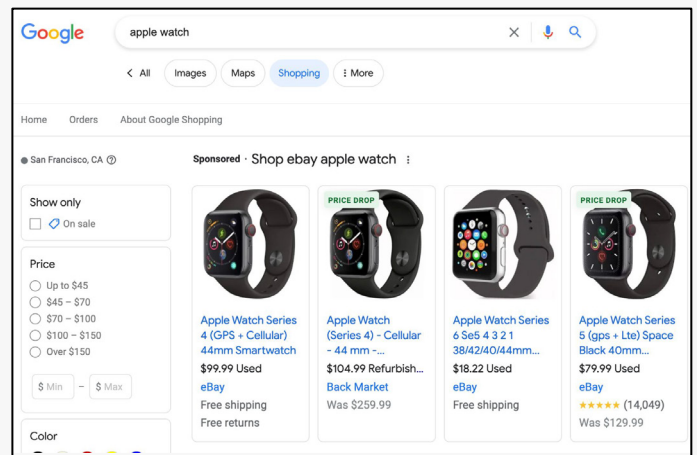 Google
apple watch
All Images Maps Shopping More
Home Orders About Google Shopping
San Francisco, CA
Sponsored · Shop ebay apple watch
Show only
On sale
Price
Up to $45
$45 – $70
$70 – $100
$100 – $150
Over $150
$ Min – $ Max
Color
Apple Watch Series
4 (GPS + Cellular)
44mm Smartwatch
$99.99 Used
eBay
Free shipping
Free returns
PRICE DROP
Apple Watch
(Series 4) - Cellular
- 44 mm -...
$104.99 Refurbish...
Back Market
Was $259.99
Apple Watch Series
6 Se5 4 3 2 1
38/42/40/44mm...
$18.22 Used
eBay
Free shipping
PRICE DROP
Apple Watch Series
5 (gps + Lte) Space
Black 40mm...
$79.99 Used
eBay
★★★★★ (14,049)
Was $129.99